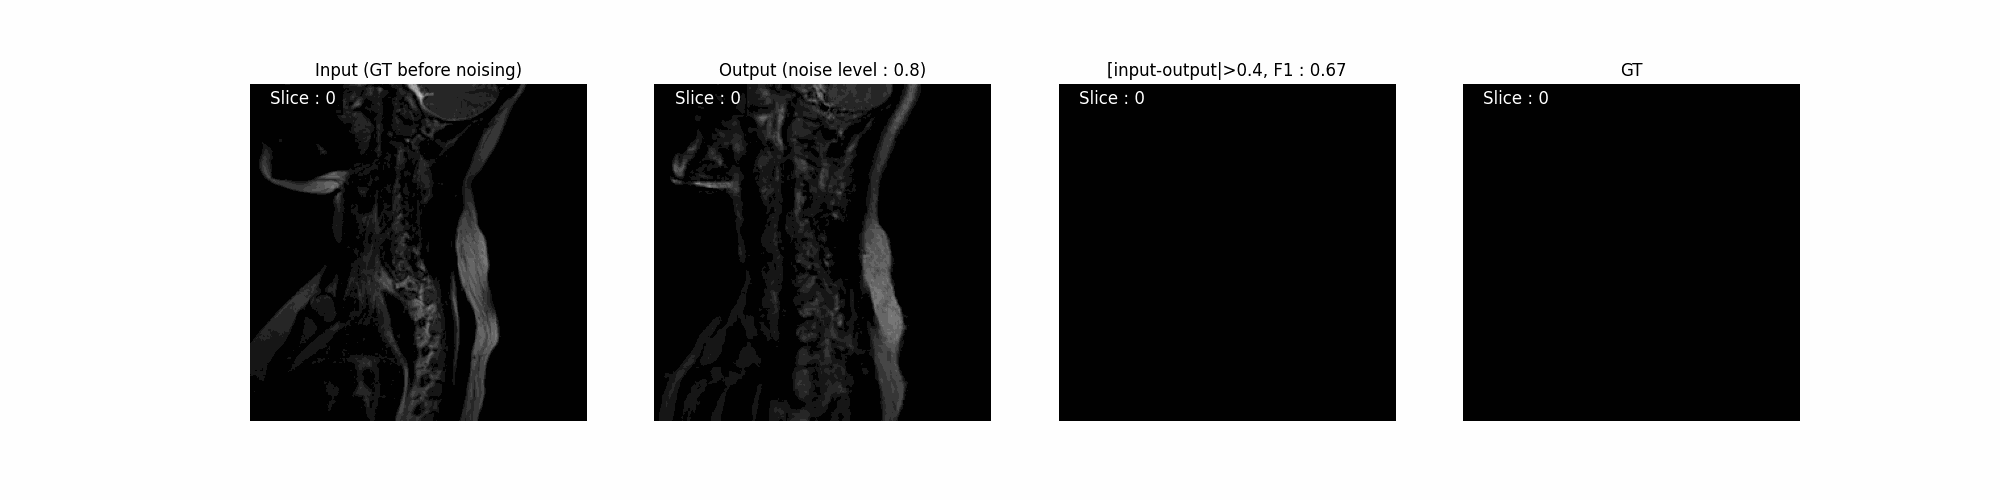 Input (GT before noising)
Output (noise level : 0.8)
[input-output|>0.4, F1 : 0.67
GT
Slice : 0
Slice : 0
Slice : 0
Slice : 0